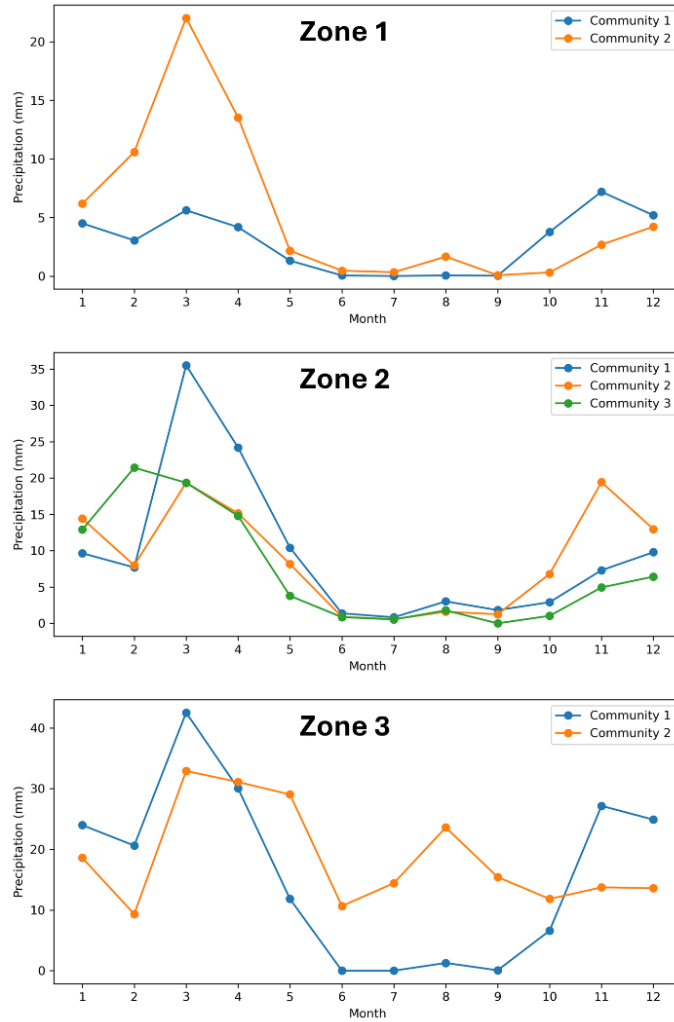 Zone 1
Community 1
Community 2
Precipitation (mm)
20
15
10
5
0
1 2 3 4 5 6 7 8 9 10 11 12
Month
Zone 2
Community 1
Community 2
Community 3
Precipitation (mm)
35
30
25
20
15
10
5
0
1 2 3 4 5 6 7 8 9 10 11 12
Month
Zone 3
Community 1
Community 2
Precipitation (mm)
40
30
20
10
0
1 2 3 4 5 6 7 8 9 10 11 12
Month